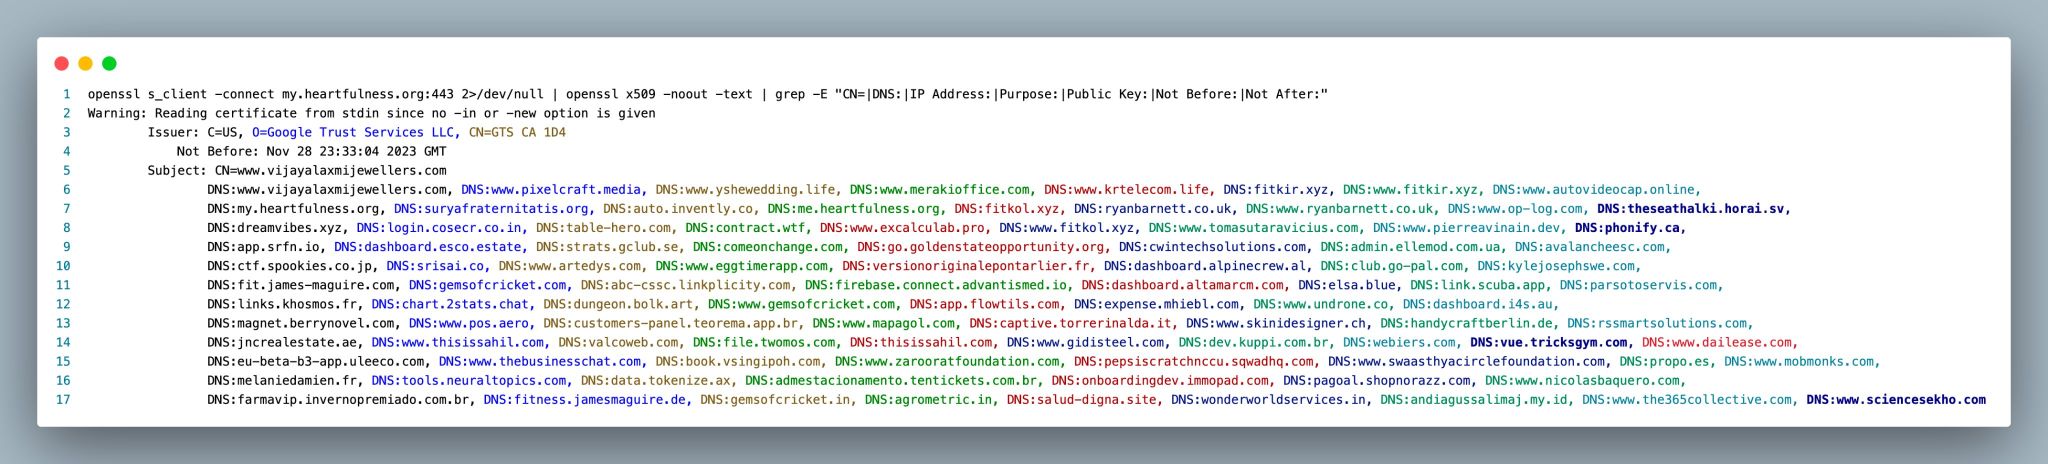 1 openssl s_client -connect my.heartfulness.org:443 2>/dev/null | openssl x509 -noout -text | grep -E "CN=|DNS:|IP Address:|Purpose:|Public Key:|Not Before:|Not After:"
2 Warning: Reading certificate from stdin since no -in or -new option is given
3 Issuer: C=US, O=Google Trust Services LLC, CN=GTS CA 1D4
4 Not Before: Nov 28 23:33:04 2023 GMT
5 Subject: CN=www.vijayalaxmijewellers.com
6 DNS:www.vijayalaxmijewellers.com, DNS:www.pixelcraft.media, DNS:www.yshewedding.life, DNS:www.merakioffice.com, DNS:www.krtelecom.life, DNS:fitkir.xyz, DNS:www.fitkir.xyz, DNS:www.autovideocap.online,
7 DNS:my.heartfulness.org, DNS:suryafraternitatis.org, DNS:auto.invently.co, DNS:me.heartfulness.org, DNS:fitkol.xyz, DNS:ryanbarnett.co.uk, DNS:www.ryanbarnett.co.uk, DNS:www.op-log.com, DNS:theseathalki.horai.sv,
8 DNS:dreamvibes.xyz, DNS:login.cosecr.co.in, DNS:table-hero.com, DNS:contract.wtf, DNS:www.excalculab.pro, DNS:www.fitkol.xyz, DNS:www.tomasutaravicius.com, DNS:www.pierreavinain.dev, DNS:phonify.ca,
9 DNS:app.srfn.io, DNS:dashboard.esco.estate, DNS:strats.gclub.se, DNS:comeonchange.com, DNS:go.goldenstateopportunity.org, DNS:cwintechsolutions.com, DNS:admin.ellemod.com.ua, DNS:avalancheesc.com,
10 DNS:ctf.spookies.co.jp, DNS:srisai.co, DNS:www.artedys.com, DNS:www.eggtimerapp.com, DNS:versionoriginalepontarlier.fr, DNS:dashboard.alpinecrew.al, DNS:club.go-pal.com, DNS:kylejosephswe.com,
11 DNS:fit.james-maguire.com, DNS:gemsofcricket.com, DNS:abc-cssc.linkplicity.com, DNS:firebase.connect.advantismed.io, DNS:dashboard.altamarcm.com, DNS:elsa.blue, DNS:link.scuba.app, DNS:parsotoservis.com,
12 DNS:links.khosmos.fr, DNS:chart.2stats.chat, DNS:dungeon.bolk.art, DNS:www.gemsofcricket.com, DNS:app.flowtils.com, DNS:expense.mhiebl.com, DNS:www.undrone.co, DNS:dashboard.i4s.au,
13 DNS:magnet.berrynovel.com, DNS:www.pos.aero, DNS:customers-panel.teorema.app.br, DNS:www.mapagol.com, DNS:captive.torrerinalda.it, DNS:www.skinidesigner.ch, DNS:handycraftberlin.de, DNS:rssmartsolutions.com,
14 DNS:jncrealestate.ae, DNS:www.thisissahil.com, DNS:valcoweb.com, DNS:file.twomos.com, DNS:thisissahil.com, DNS:www.gidisteel.com, DNS:dev.kuppi.com.br, DNS:webiers.com, DNS:vue.tricksgym.com, DNS:www.dailease.com,
15 DNS:eu-beta-b3-app.uleeco.com, DNS:www.thebusinesschat.com, DNS:book.vsingipoh.com, DNS:www.zarooratfoundation.com, DNS:pepsiscratchnccu.sqwadhq.com, DNS:www.swaasthyacirclefoundation.com, DNS:propo.es, DNS:www.mobmonks.com,
16 DNS:melaniedamien.fr, DNS:tools.neuraltopics.com, DNS:data.tokenize.ax, DNS:admestacionamento.tentickets.com.br, DNS:onboardingdev.immopad.com, DNS:pagoal.shopnorazz.com, DNS:www.nicolasbaquero.com,
17 DNS:farmavip.invernopremiado.com.br, DNS:fitness.jamesmaguire.de, DNS:gemsofcricket.in, DNS:agrometric.in, DNS:salud-digna.site, DNS:wonderworldservices.in, DNS:andiagussalimaj.my.id, DNS:www.the365collective.com, DNS:www.sciencesekho.com